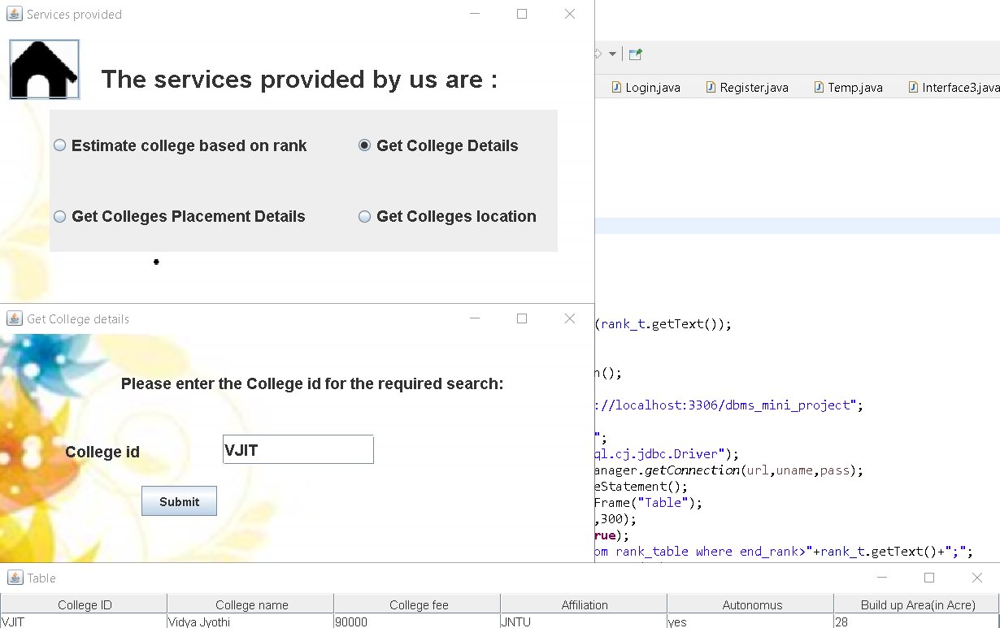 Services provided
The services provided by us are :
Estimate college based on rank
Get College Details
Get Colleges Placement Details
Get Colleges location
Login.java
Register.java
Temp.java
Interface3.java
(rank_t.getText());
n();
://localhost:3306/dbms_mini_project";
";
ql.cj.jdbc.Driver");
anager.getConnection(url,uname,pass);
eStatement();
Frame("Table");
,300);
rue);
om rank_table where end_rank>"+rank_t.getText()+";";
Get College details
Please enter the College id for the required search:
College id
VJIT
Submit
Table
College ID College name College fee Affiliation Autonomus Build up Area(in Acre)
VJIT Vidya Jyothi 90000 JNTU yes 28